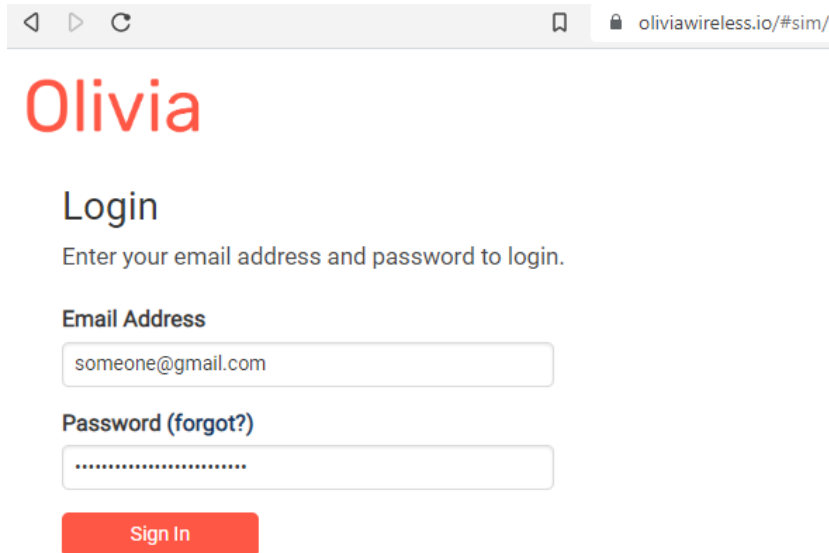 oliviawireless.io/#sim/
Olivia
Login
Enter your email address and password to login.
Email Address
someone@gmail.com
Password (forgot?)
••••••••••••••••••••••••••
Sign In